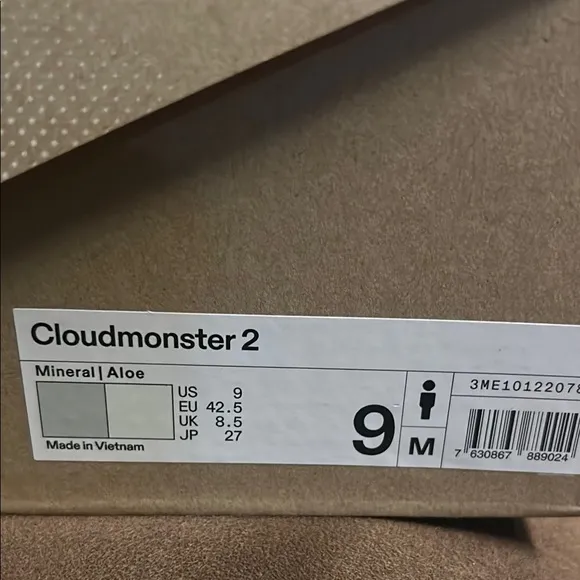 Cloudmonster 2
Mineral | Aloe
US 9
EU 42.5
UK 8.5
JP 27
Made in Vietnam
9
M
3ME1012207
7 630867 889024